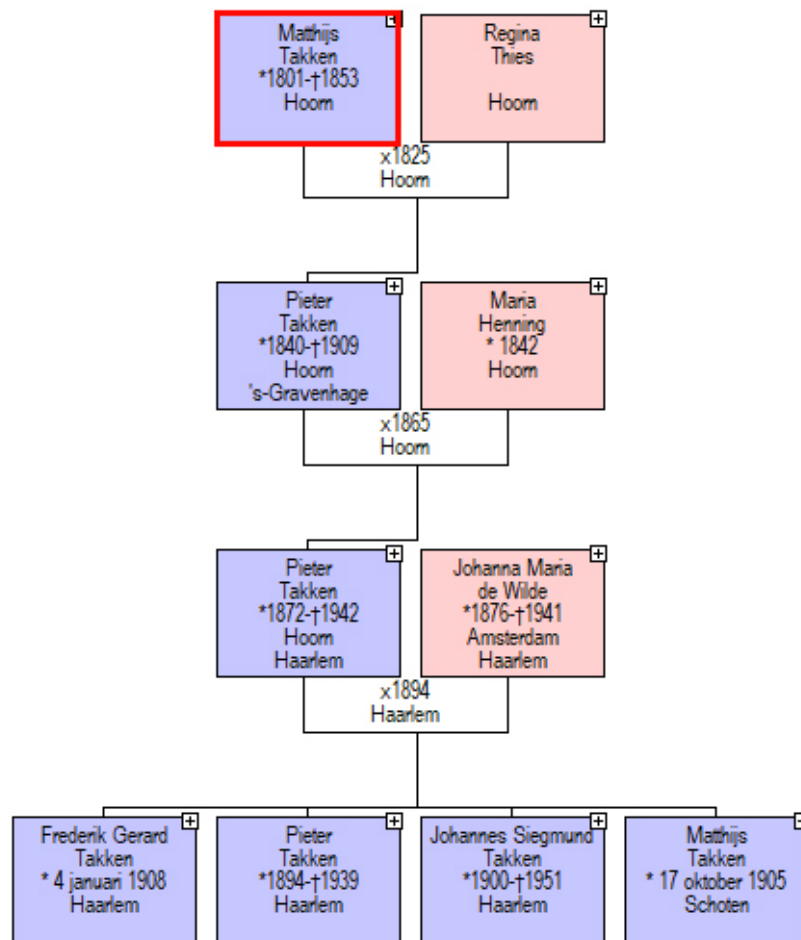 Matthijs
Takken
*1801-†1853
Hoorn
Regina
Thies
Hoorn
x1825
Hoorn
Pieter
Takken
*1840-†1909
Hoorn
's-Gravenhage
Maria
Henning
* 1842
Hoorn
x1865
Hoorn
Pieter
Takken
*1872-†1942
Hoorn
Haarlem
Johanna Maria
de Wilde
*1876-†1941
Amsterdam
Haarlem
x1894
Haarlem
Frederik Gerard
Takken
* 4 januari 1908
Haarlem
Pieter
Takken
*1894-†1939
Haarlem
Johannes Siegmund
Takken
*1900-†1951
Haarlem
Matthijs
Takken
* 17 oktober 1905
Schoten